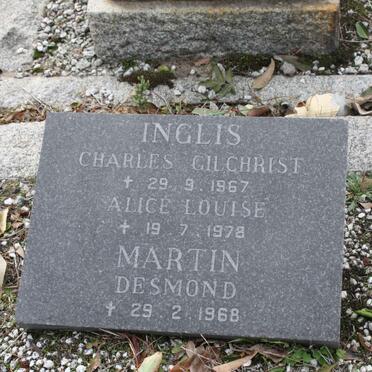 INGLIS
CHARLES GILCHRIST
✝ 29.9.1967
ALICE LOUISE
✝ 19.7.1978
MARTIN
DESMOND
✝ 29.2.1968